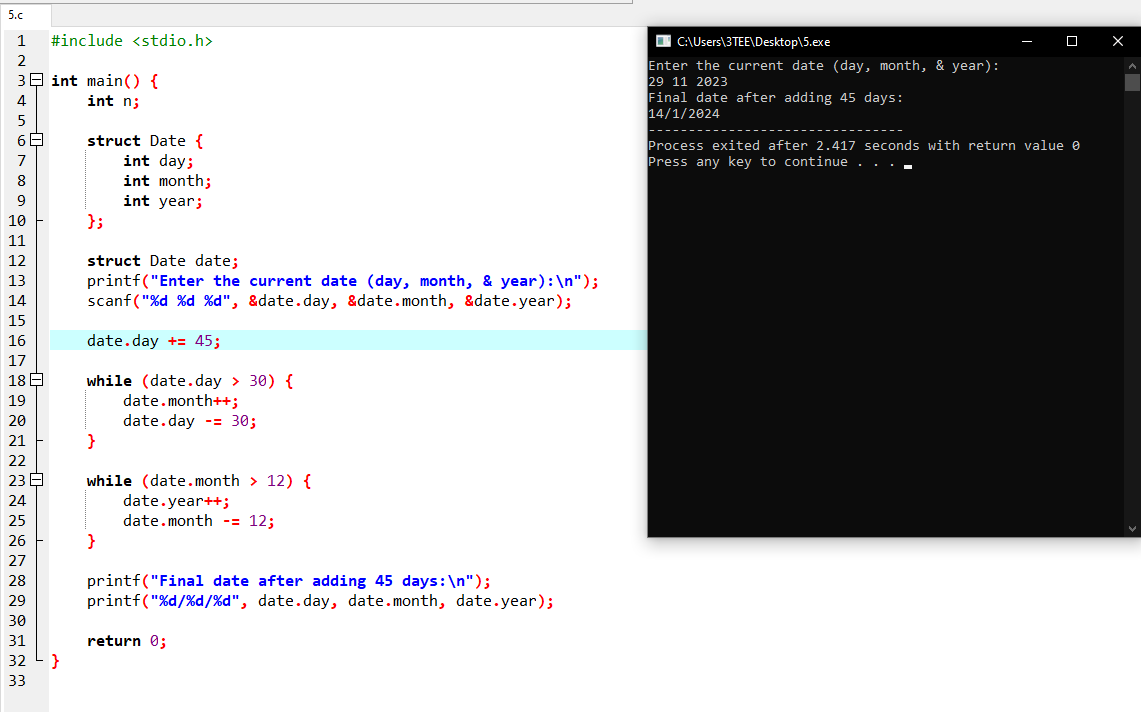 5.c
1 #include <stdio.h>
2
3 int main() {
4 int n;
5
6 struct Date {
7 int day;
8 int month;
9 int year;
10 };
11
12 struct Date date;
13 printf("Enter the current date (day, month, & year):\n");
14 scanf("%d %d %d", &date.day, &date.month, &date.year);
15
16 date.day += 45;
17
18 while (date.day > 30) {
19 date.month++;
20 date.day -= 30;
21 }
22
23 while (date.month > 12) {
24 date.year++;
25 date.month -= 12;
26 }
27
28 printf("Final date after adding 45 days:\n");
29 printf("%d/%d/%d", date.day, date.month, date.year);
30
31 return 0;
32 }
33
C:\Users\3TEE\Desktop\5.exe
Enter the current date (day, month, & year):
29 11 2023
Final date after adding 45 days:
14/1/2024
--------------------------------
Process exited after 2.417 seconds with return value 0
Press any key to continue . . .